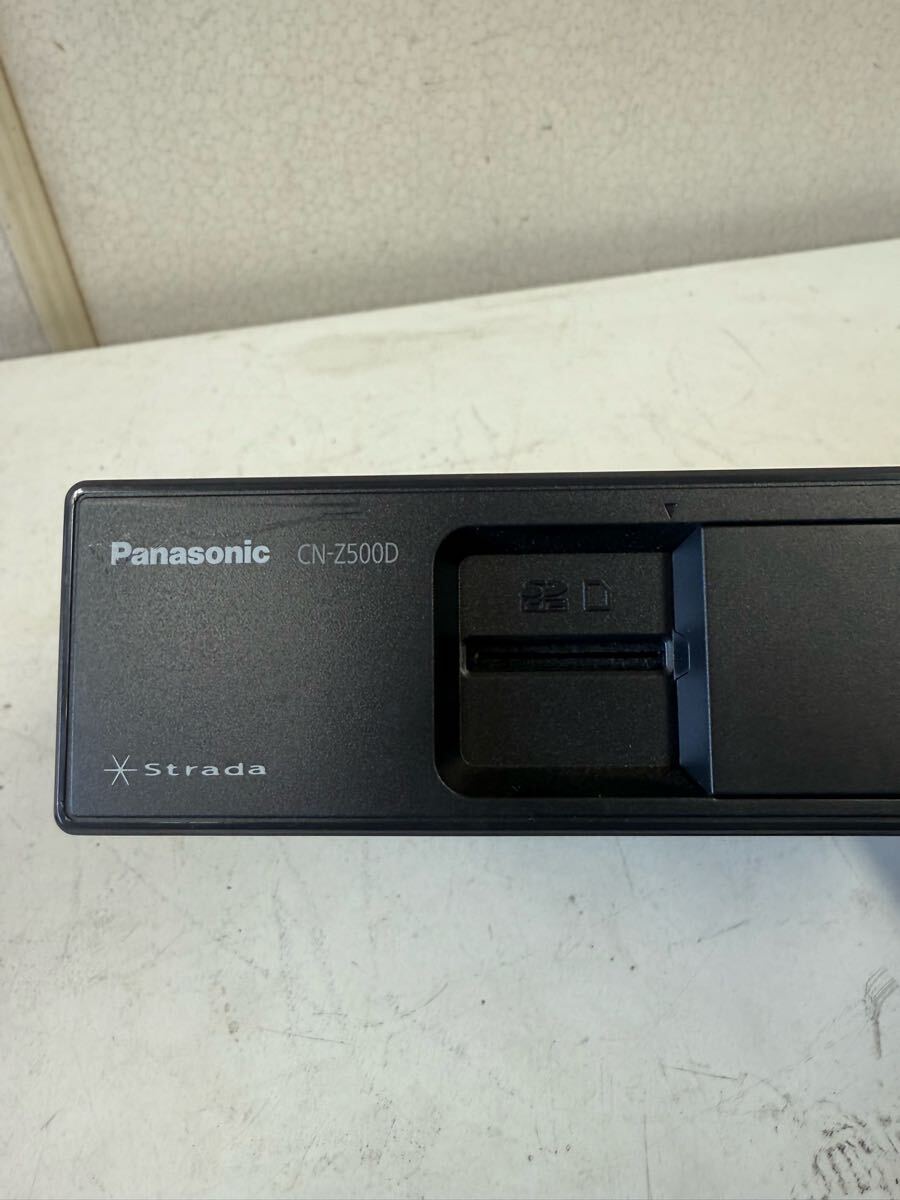 Panasonic CN-Z500D
SD
Strada